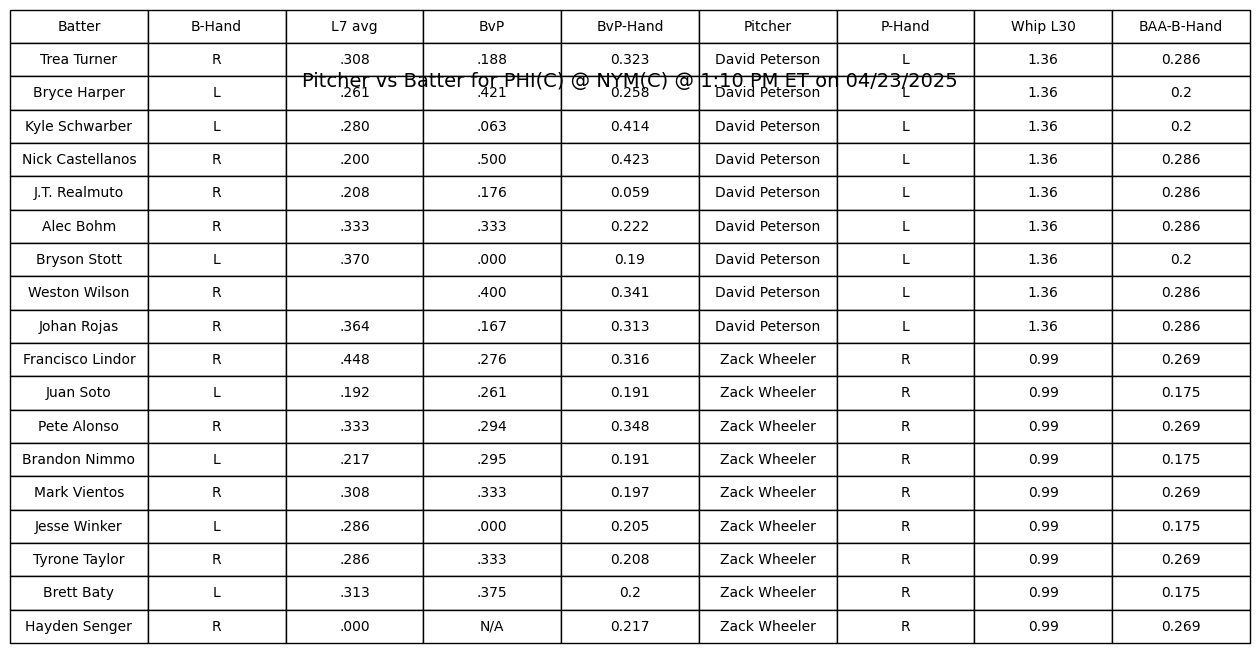 Batter B-Hand L7 avg BvP BvP-Hand Pitcher P-Hand Whip L30 BAA-B-Hand
Trea Turner R .308 .188 0.323 David Peterson L 1.36 0.286
Pitcher vs Batter for PHI(C) @ NYM(C) @ 1:10 PM ET on 04/23/2025
Bryce Harper L .261 .421 0.258 David Peterson L 1.36 0.2
Kyle Schwarber L .280 .063 0.414 David Peterson L 1.36 0.2
Nick Castellanos R .200 .500 0.423 David Peterson L 1.36 0.286
J.T. Realmuto R .208 .176 0.059 David Peterson L 1.36 0.286
Alec Bohm R .333 .333 0.222 David Peterson L 1.36 0.286
Bryson Stott L .370 .000 0.19 David Peterson L 1.36 0.2
Weston Wilson R .400 0.341 David Peterson L 1.36 0.286
Johan Rojas R .364 .167 0.313 David Peterson L 1.36 0.286
Francisco Lindor R .448 .276 0.316 Zack Wheeler R 0.99 0.269
Juan Soto L .192 .261 0.191 Zack Wheeler R 0.99 0.175
Pete Alonso R .333 .294 0.348 Zack Wheeler R 0.99 0.269
Brandon Nimmo L .217 .295 0.191 Zack Wheeler R 0.99 0.175
Mark Vientos R .308 .333 0.197 Zack Wheeler R 0.99 0.269
Jesse Winker L .286 .000 0.205 Zack Wheeler R 0.99 0.175
Tyrone Taylor R .286 .333 0.208 Zack Wheeler R 0.99 0.269
Brett Baty L .313 .375 0.2 Zack Wheeler R 0.99 0.175
Hayden Senger R .000 N/A 0.217 Zack Wheeler R 0.99 0.269